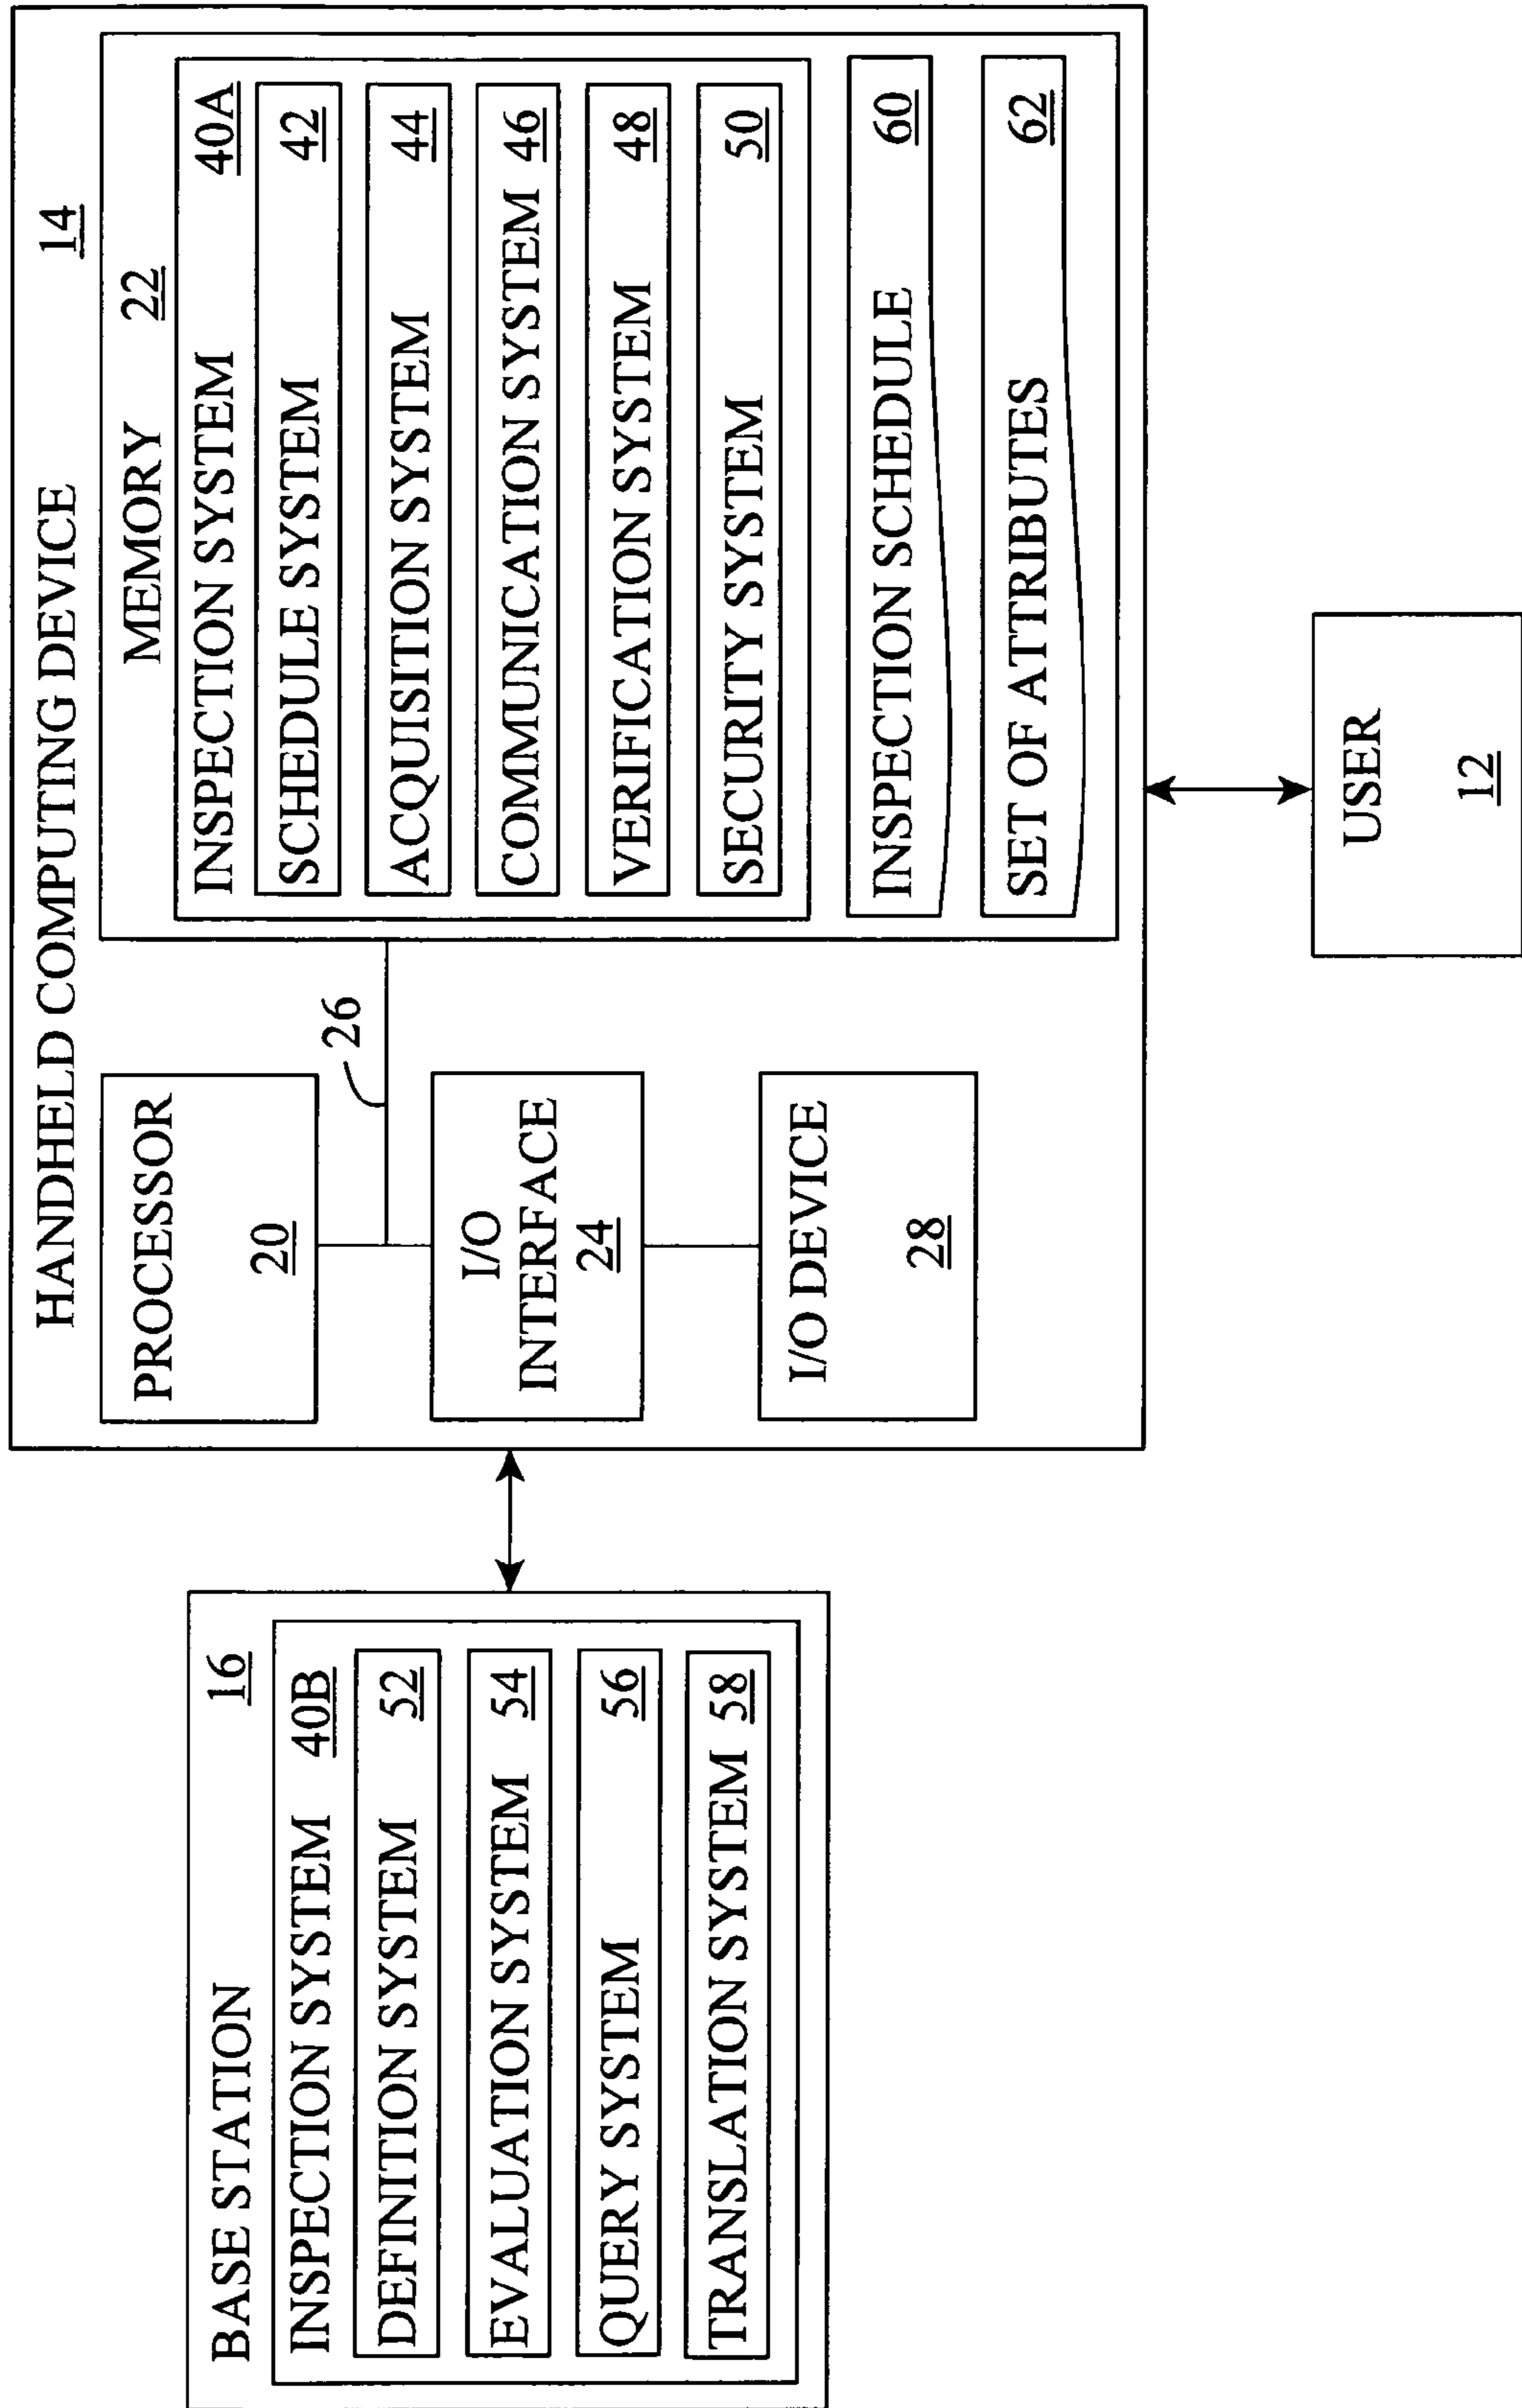 BASE STATION 16
INSPECTION SYSTEM 40B
DEFINITION SYSTEM 52
EVALUATION SYSTEM 54
QUERY SYSTEM 56
TRANSLATION SYSTEM 58
HANDHELD COMPUTING DEVICE 14
PROCESSOR
20
26
I/O
INTERFACE
24
I/O DEVICE
28
MEMORY 22
INSPECTION SYSTEM 40A
SCHEDULE SYSTEM 42
ACQUISITION SYSTEM 44
COMMUNICATION SYSTEM 46
VERIFICATION SYSTEM 48
SECURITY SYSTEM 50
INSPECTION SCHEDULE 60
SET OF ATTRIBUTES 62
USER
12